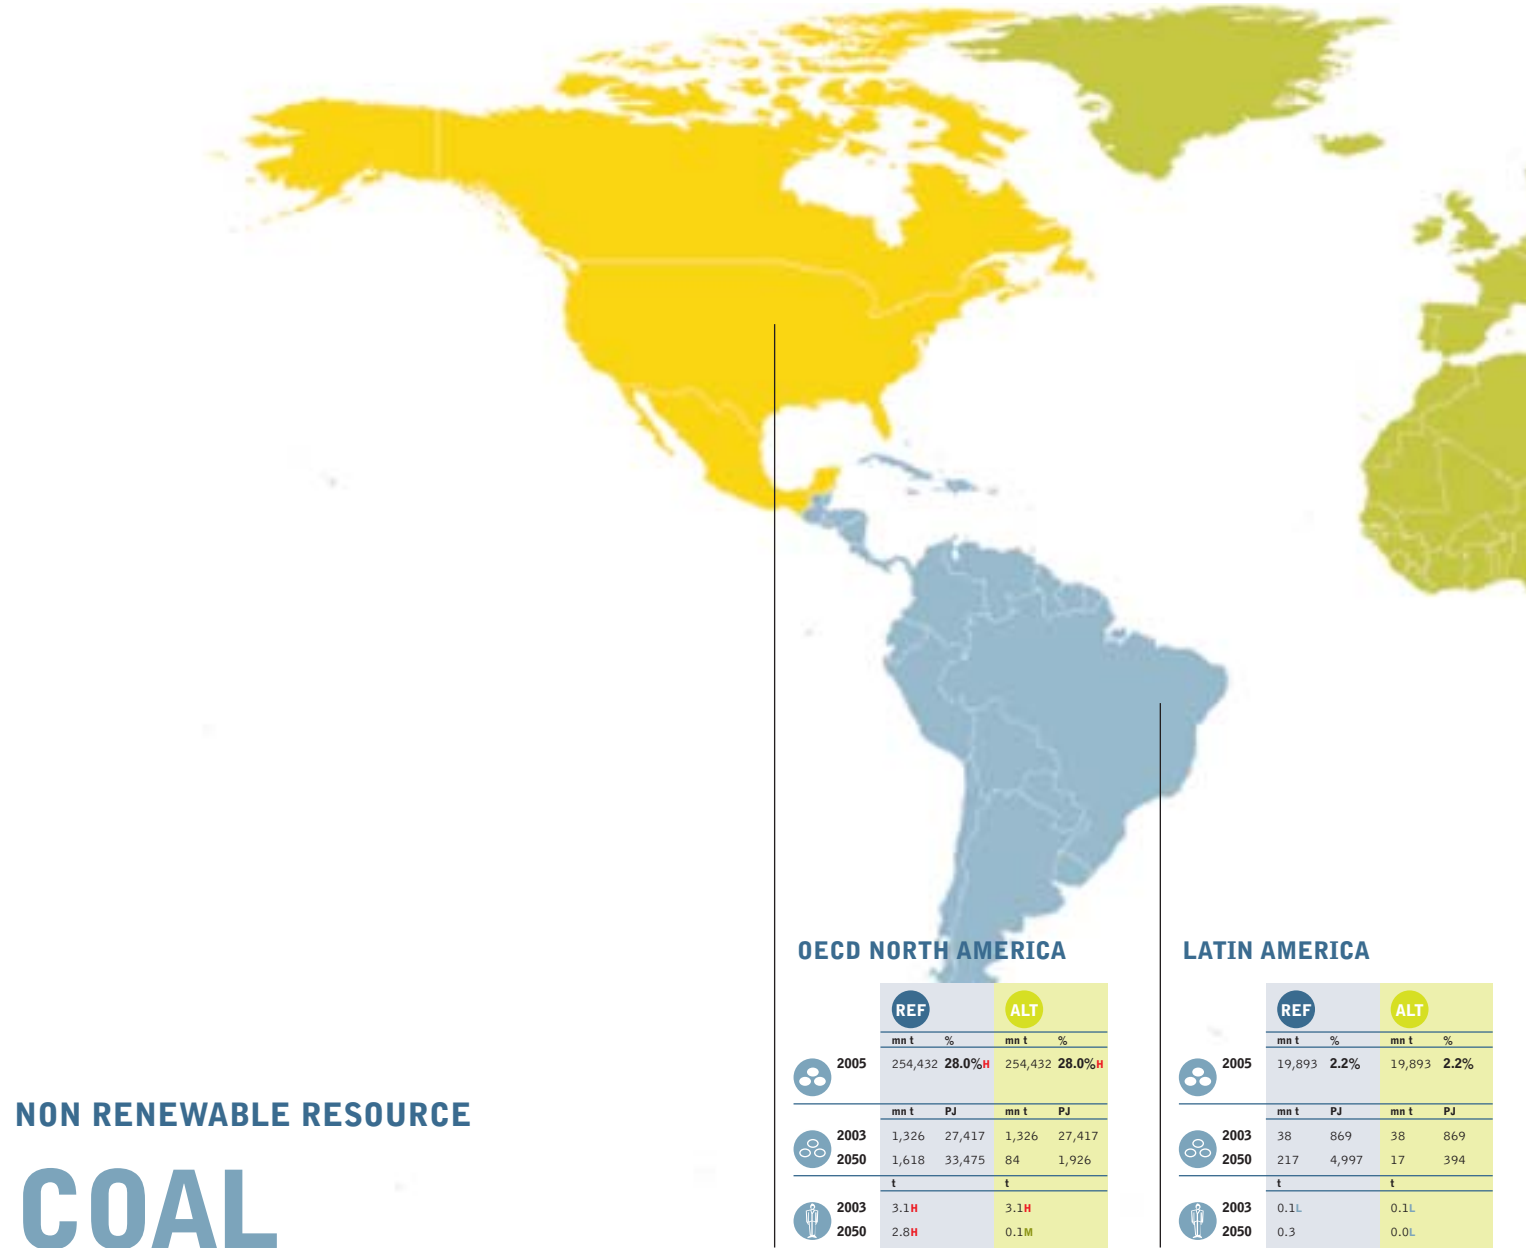 OECD NORTH AMERICA
REF ALT
mn t % mn t %
2005 254,432 28.0%H 254,432 28.0%H
mn t PJ mn t PJ
2003 1,326 27,417 1,326 27,417
2050 1,618 33,475 84 1,926
t t
2003 3.1H 3.1H
2050 2.8H 0.1M
LATIN AMERICA
REF ALT
mn t % mn t %
2005 19,893 2.2% 19,893 2.2%
mn t PJ mn t PJ
2003 38 869 38 869
2050 217 4,997 17 394
t t
2003 0.1L 0.1L
2050 0.3 0.0L
NON RENEWABLE RESOURCE
COAL